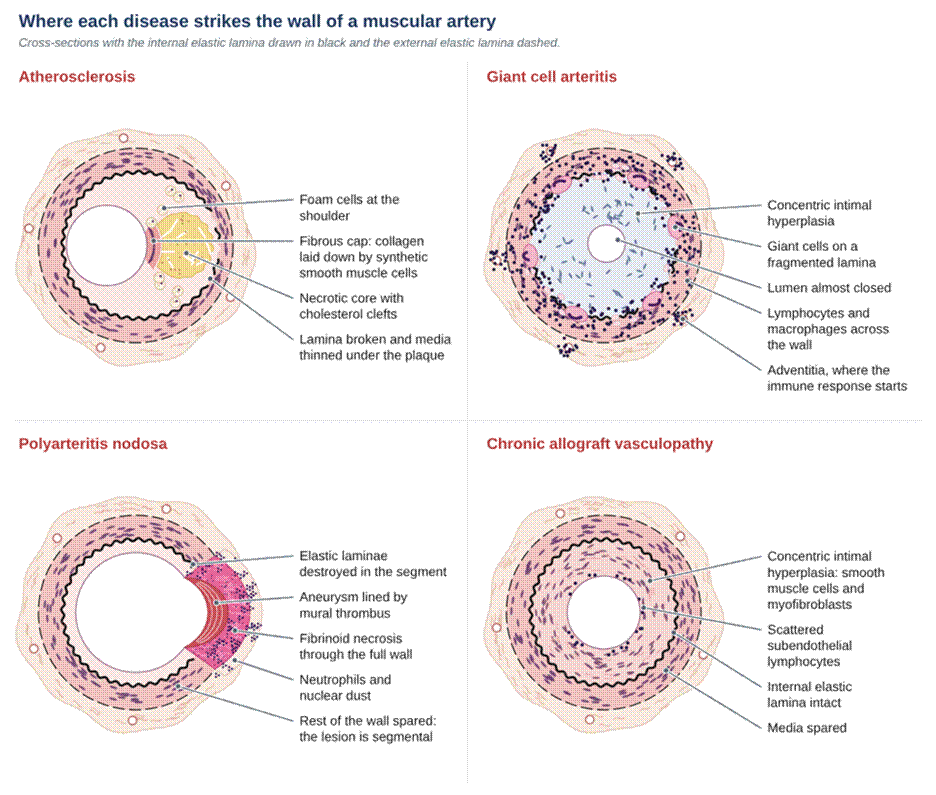 Where each disease strikes the wall of a muscular artery
Cross-sections with the internal elastic lamina drawn in black and the external elastic lamina dashed.
Atherosclerosis
Foam cells at the
shoulder
Fibrous cap: collagen
laid down by synthetic
smooth muscle cells
Necrotic core with
cholesterol clefts
Lamina broken and media
thinned under the plaque
Giant cell arteritis
Concentric intimal
hyperplasia
Giant cells on a
fragmented lamina
Lumen almost closed
Lymphocytes and
macrophages across
the wall
Adventitia, where the
immune response starts
Polyarteritis nodosa
Elastic laminae
destroyed in the segment
Aneurysm lined by
mural thrombus
Fibrinoid necrosis
through the full wall
Neutrophils and
nuclear dust
Rest of the wall spared:
the lesion is segmental
Chronic allograft vasculopathy
Concentric intimal
hyperplasia: smooth
muscle cells and
myofibroblasts
Scattered
subendothelial
lymphocytes
Internal elastic
lamina intact
Media spared